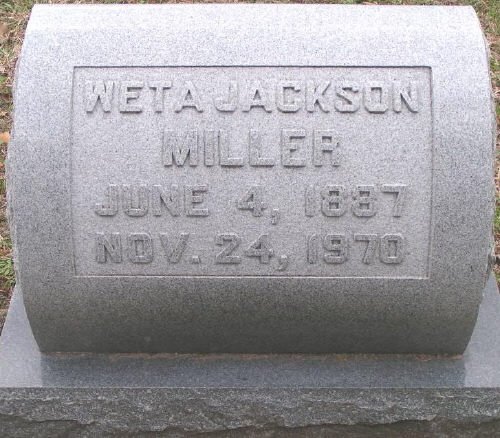 WETA JACKSON
MILLER
JUNE 4, 1887
NOV. 24, 1970